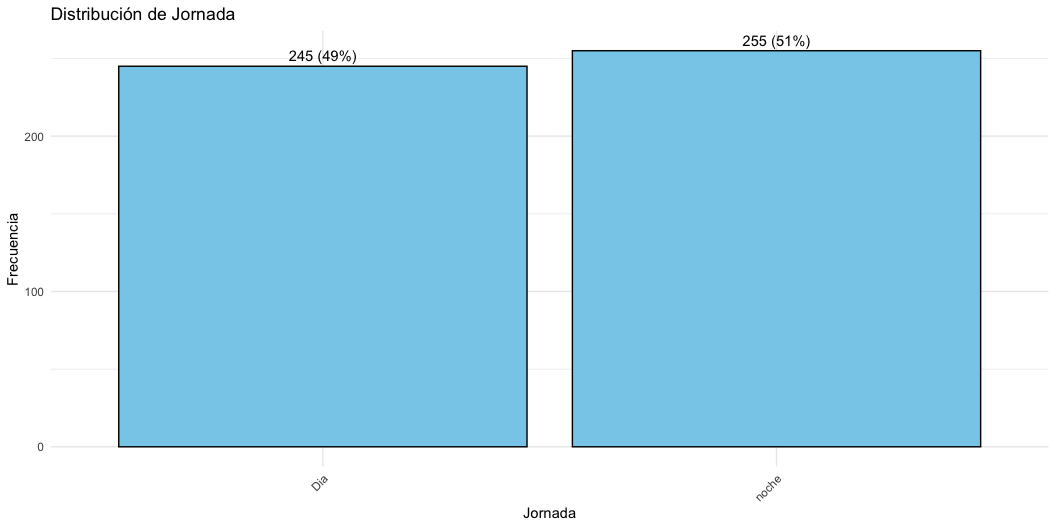 Distribución de Jornada
245 (49%)
255 (51%)
200
100
0
Frecuencia
Dia
noche
Jornada